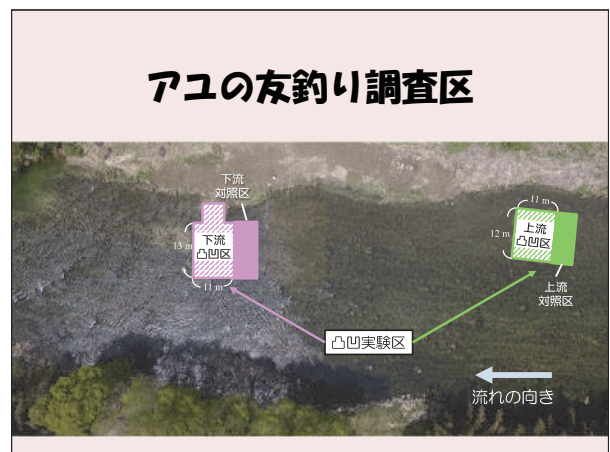 アユの友釣り調査区
下流
対照区
13 m
下流
凸凹区
11 m
11 m
12 m
上流
凸凹区
上流
対照区
凸凹実験区
流れの向き